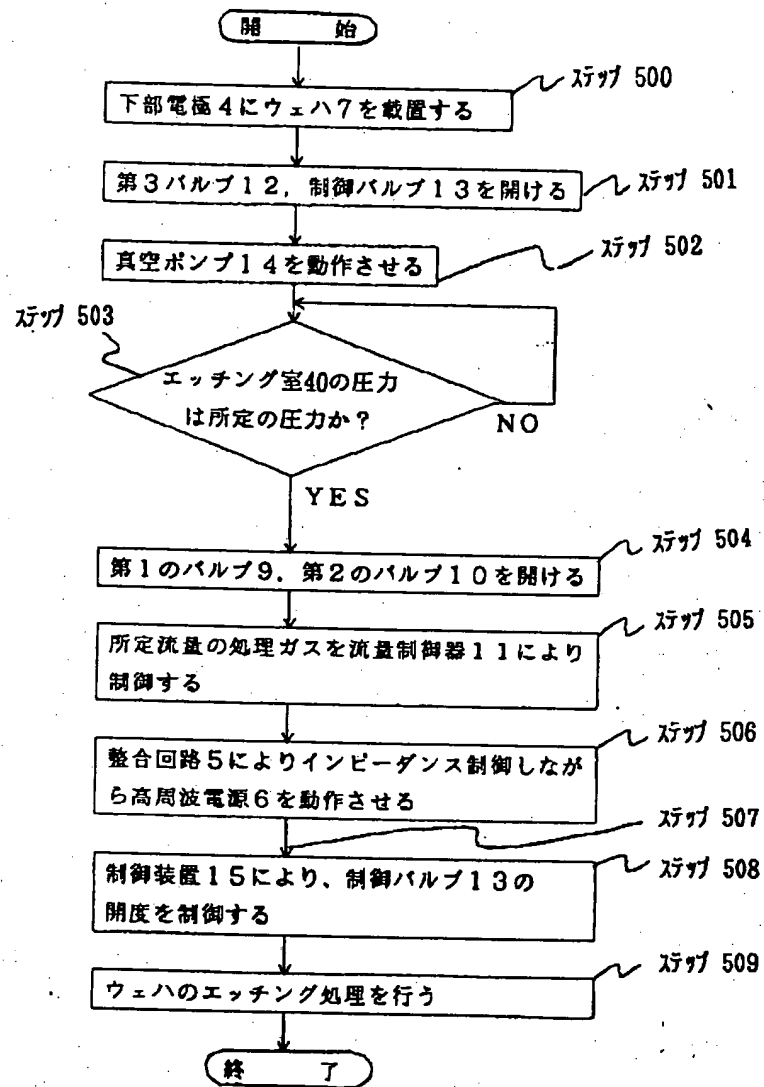 開 始
ステップ 500
下部電極4にウェハ7を載置する
第3バルブ12,制御バルブ13を開ける
ステップ 501
真空ポンプ14を動作させる
ステップ 502
ステップ 503
エッチング室40の圧力
は所定の圧力か?
NO
YES
ステップ 504
第1のバルブ9,第2のバルブ10を開ける
ステップ 505
所定流量の処理ガスを流量制御器11により
制御する
ステップ 506
整合回路5によりインピーダンス制御しなが
ら高周波電源6を動作させる
ステップ 507
ステップ 508
制御装置15により、制御バルブ13の
開度を制御する
ステップ 509
ウェハのエッチング処理を行う
終 了